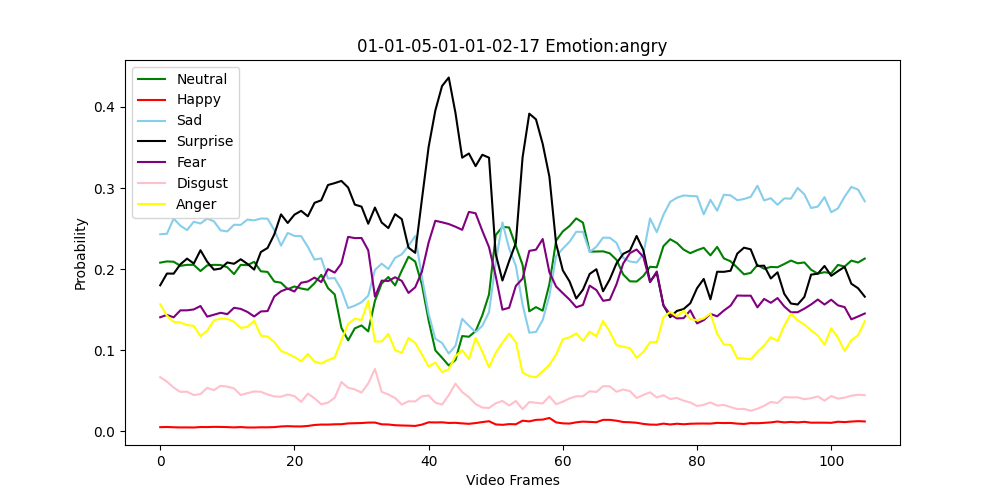 01-01-05-01-01-02-17 Emotion:angry
Neutral
Happy
Sad
Surprise
Fear
Disgust
Anger
Probability
0.4
0.3
0.2
0.1
0.0
0 20 40 60 80 100
Video Frames